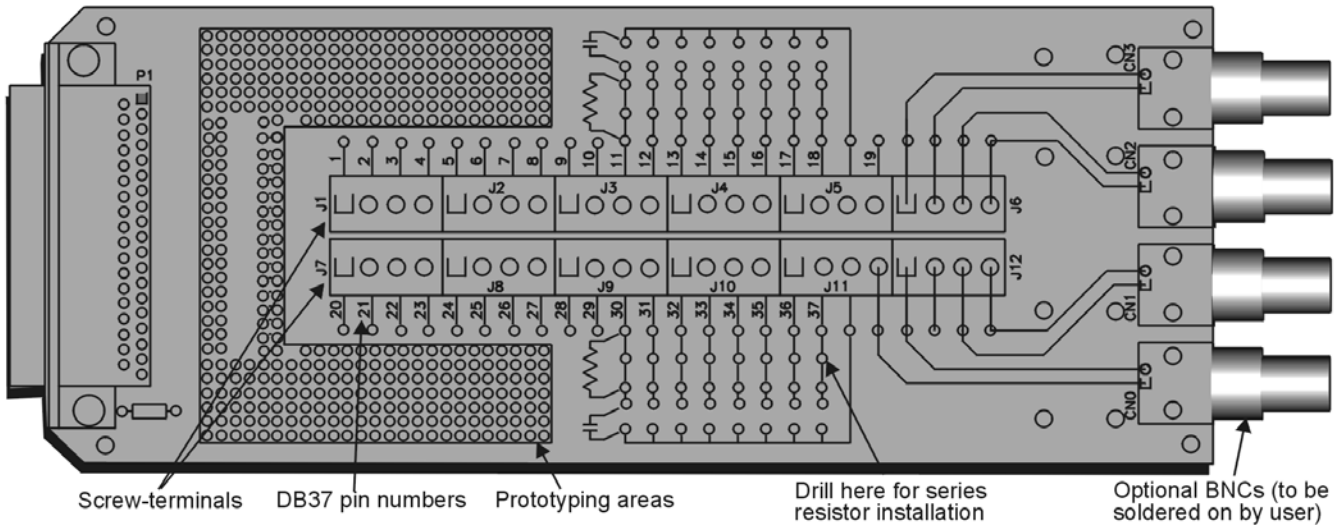 P1
1 2 3 4 5 6 7 8 9 10 11 12 13 14 15 16 17 18 19
J1 J2 J3 J4 J5 J6
J7 J8 J9 J10 J11 J12
20 21 22 23 24 25 26 27 28 29 30 31 32 33 34 35 36 37
CN3
CN2
CN1
CN0
Screw-terminals
DB37 pin numbers
Prototyping areas
Drill here for series
resistor installation
Optional BNCs (to be
soldered on by user)